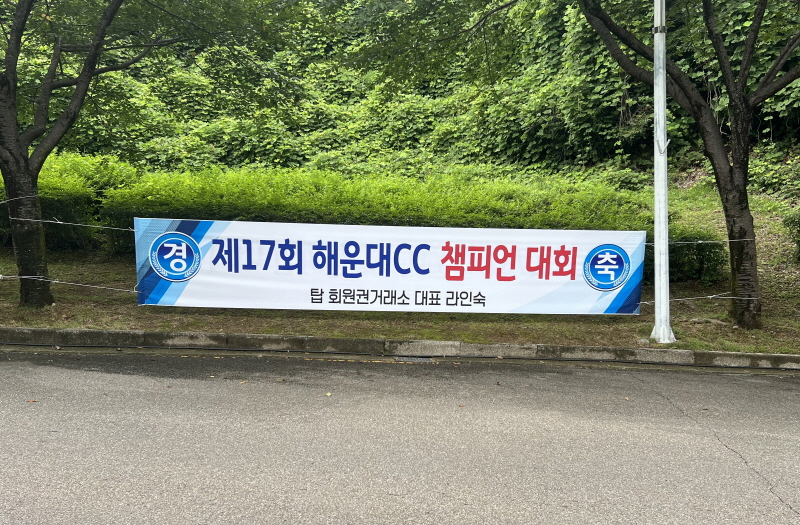 경 제17회 해운대CC 챔피언 대회 축
탑 회원권거래소 대표 라인숙